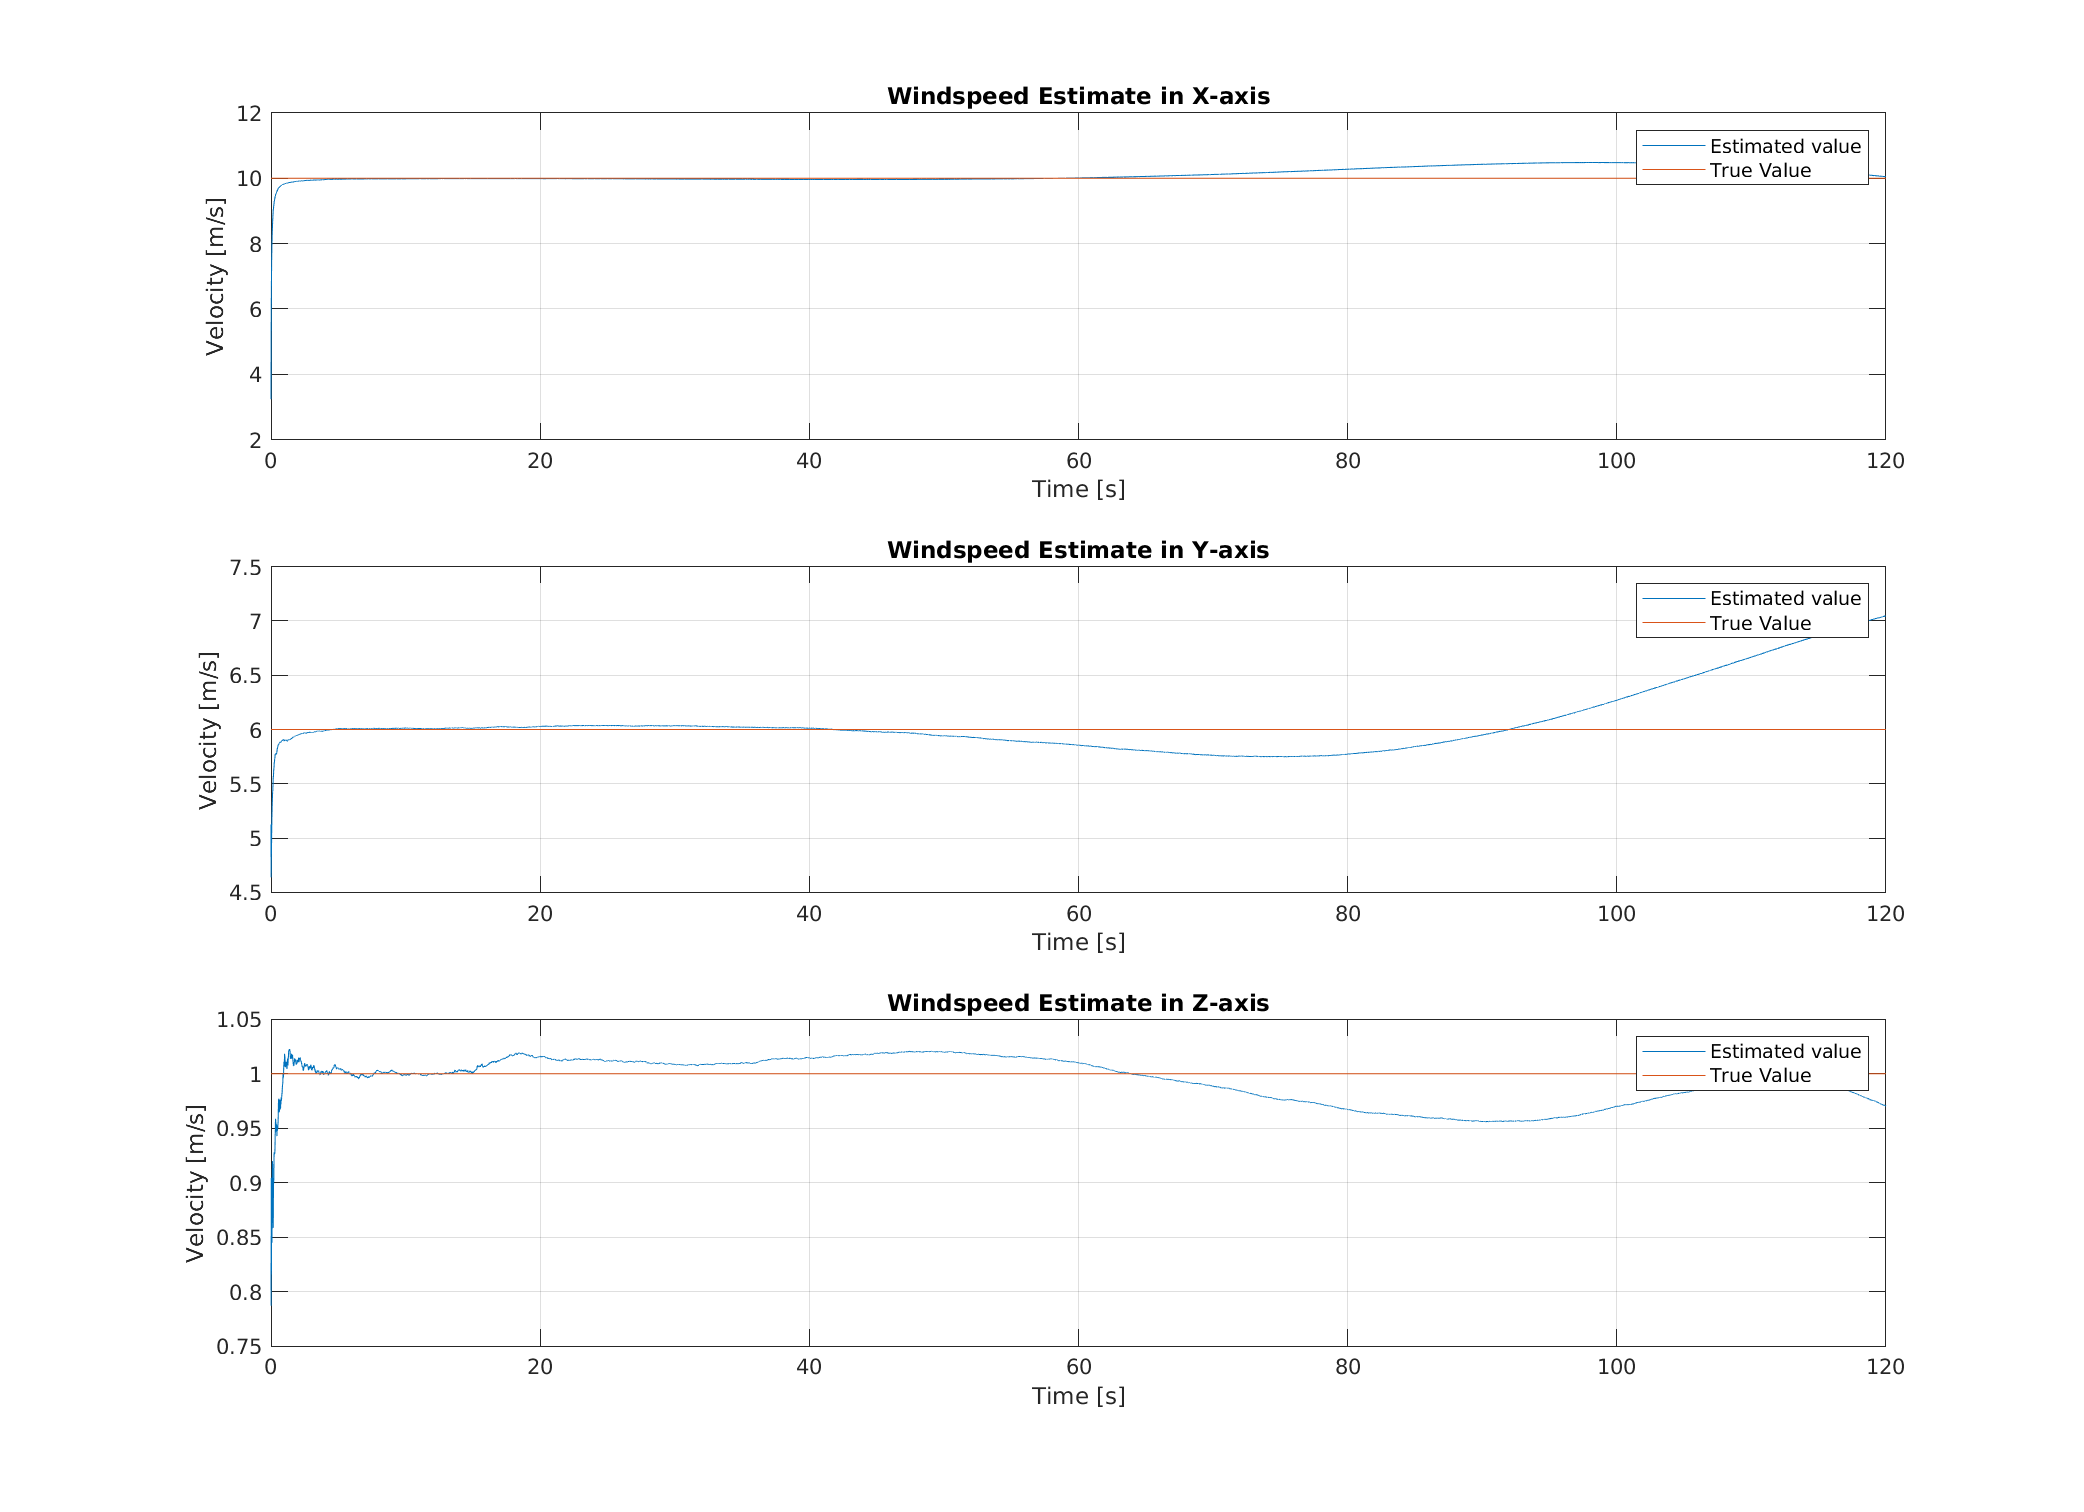 Windspeed Estimate in X-axis
12
10
8
6
4
2
Velocity [m/s]
Estimated value
True Value
0 20 40 60 80 100 120
Time [s]
Windspeed Estimate in Y-axis
7.5
7
6.5
6
5.5
5
4.5
Velocity [m/s]
Estimated value
True Value
0 20 40 60 80 100 120
Time [s]
Windspeed Estimate in Z-axis
1.05
1
0.95
0.9
0.85
0.8
0.75
Velocity [m/s]
Estimated value
True Value
0 20 40 60 80 100 120
Time [s]